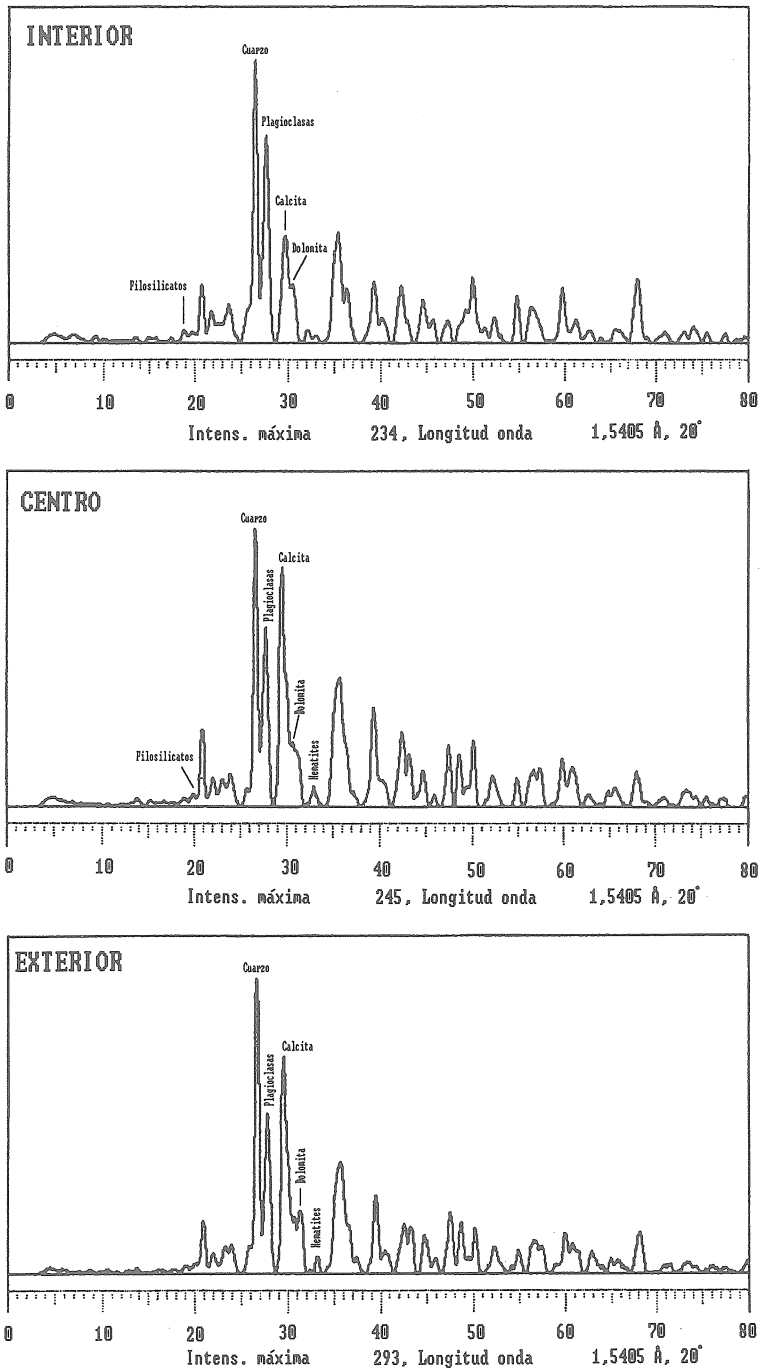 INTERIOR
Cuarzo
Plagioclasas
Calcita
Dolomita
Filosilicatos
0 10 20 30 40 50 60 70 80
Intens. máxima 234, Longitud onda 1,5405 Å, 20°
CENTRO
Cuarzo
Calcita
Plagioclasas
Dolomita
Filosilicatos
Hematites
0 10 20 30 40 50 60 70 80
Intens. máxima 245, Longitud onda 1,5405 Å, 20°
EXTERIOR
Cuarzo
Calcita
Plagioclasas
Dolomita
Hematites
0 10 20 30 40 50 60 70 80
Intens. máxima 293, Longitud onda 1,5405 Å, 20°